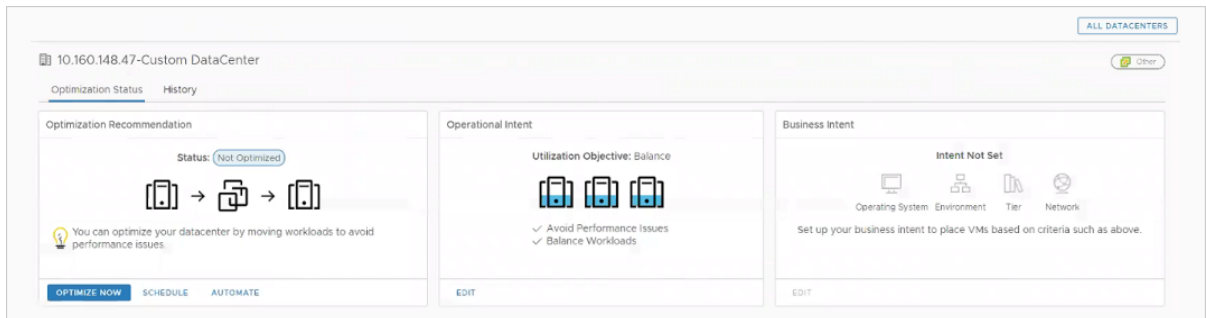 ALL DATACENTERS
10.160.148.47-Custom DataCenter
Other
Optimization Status
History
Optimization Recommendation
Status: Not Optimized
You can optimize your datacenter by moving workloads to avoid
performance issues.
OPTIMIZE NOW
SCHEDULE
AUTOMATE
Operational Intent
Utilization Objective: Balance
Avoid Performance Issues
Balance Workloads
EDIT
Business Intent
Intent Not Set
Operating System
Environment
Tier
Network
Set up your business intent to place VMs based on criteria such as above.
EDIT